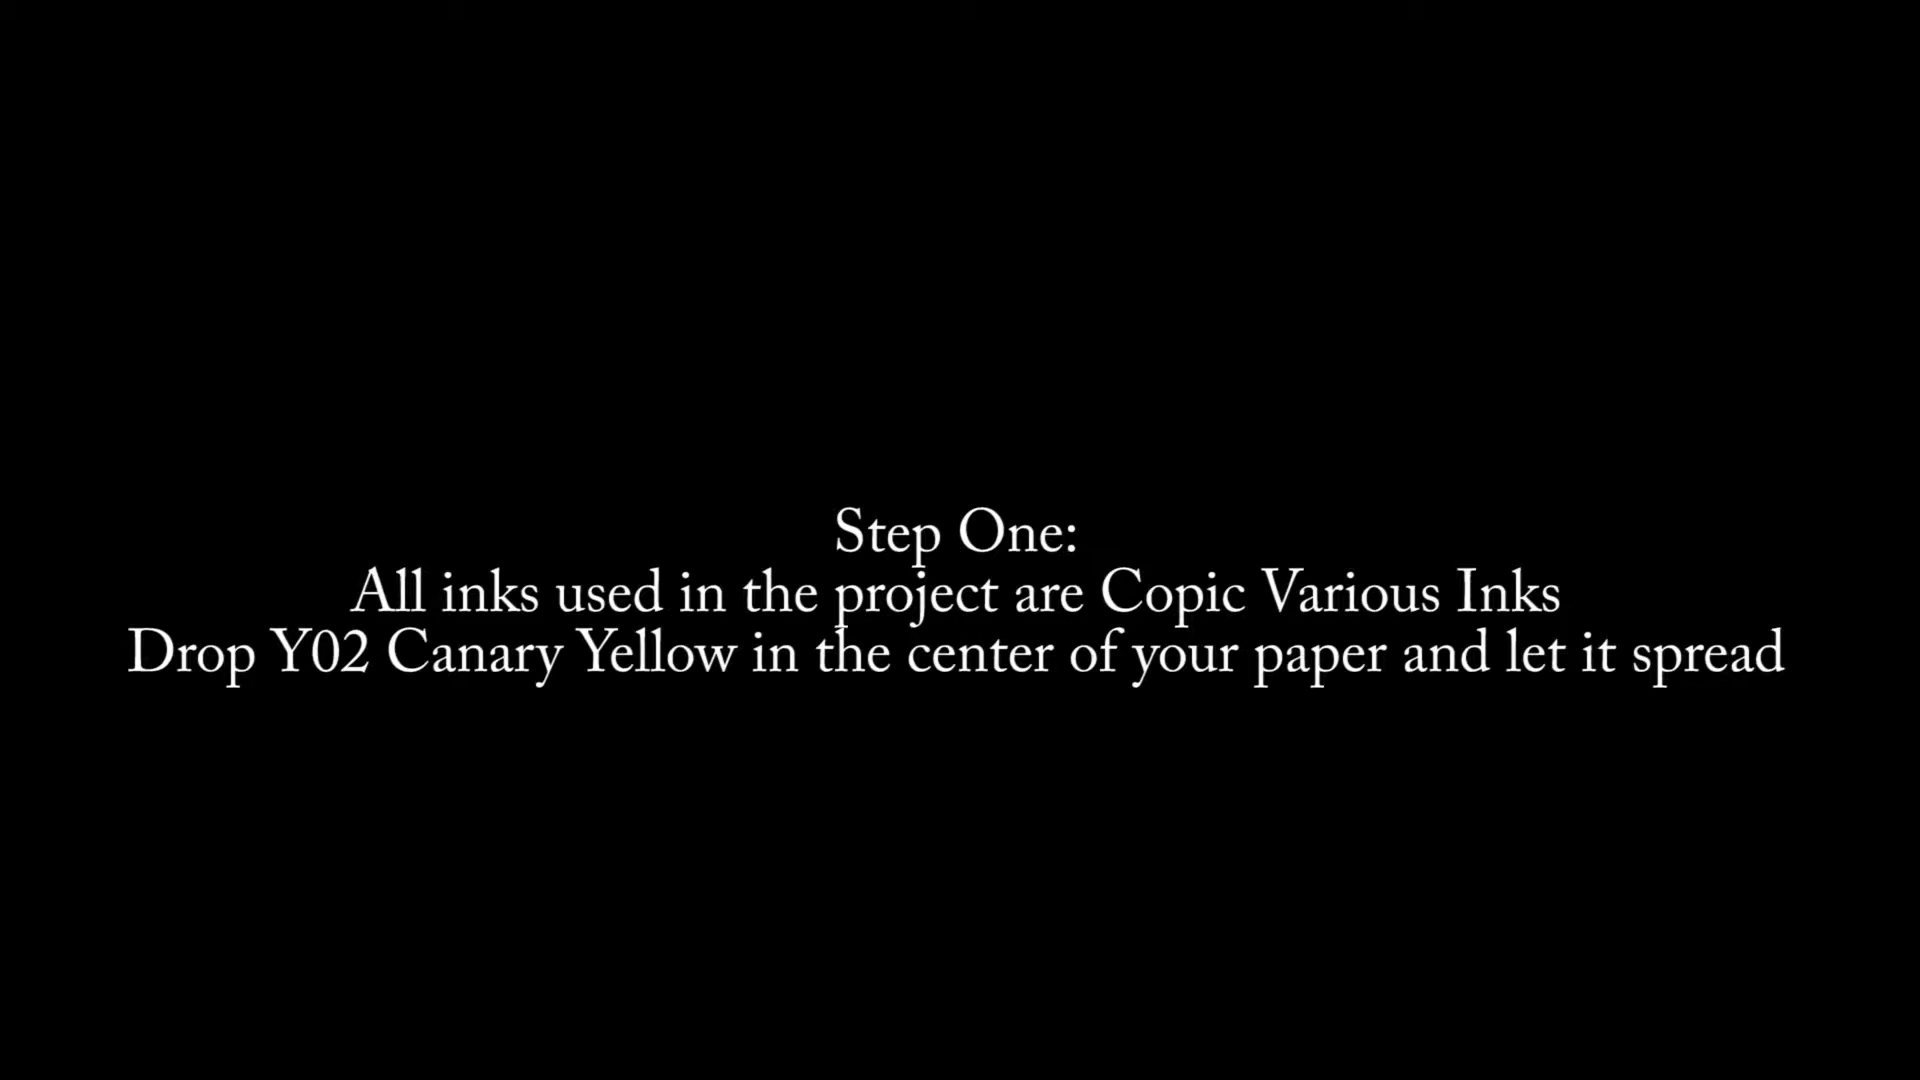 Step One:
All inks used in the project are Copic Various Inks
Drop Y02 Canary Yellow in the center of your paper and let it spread